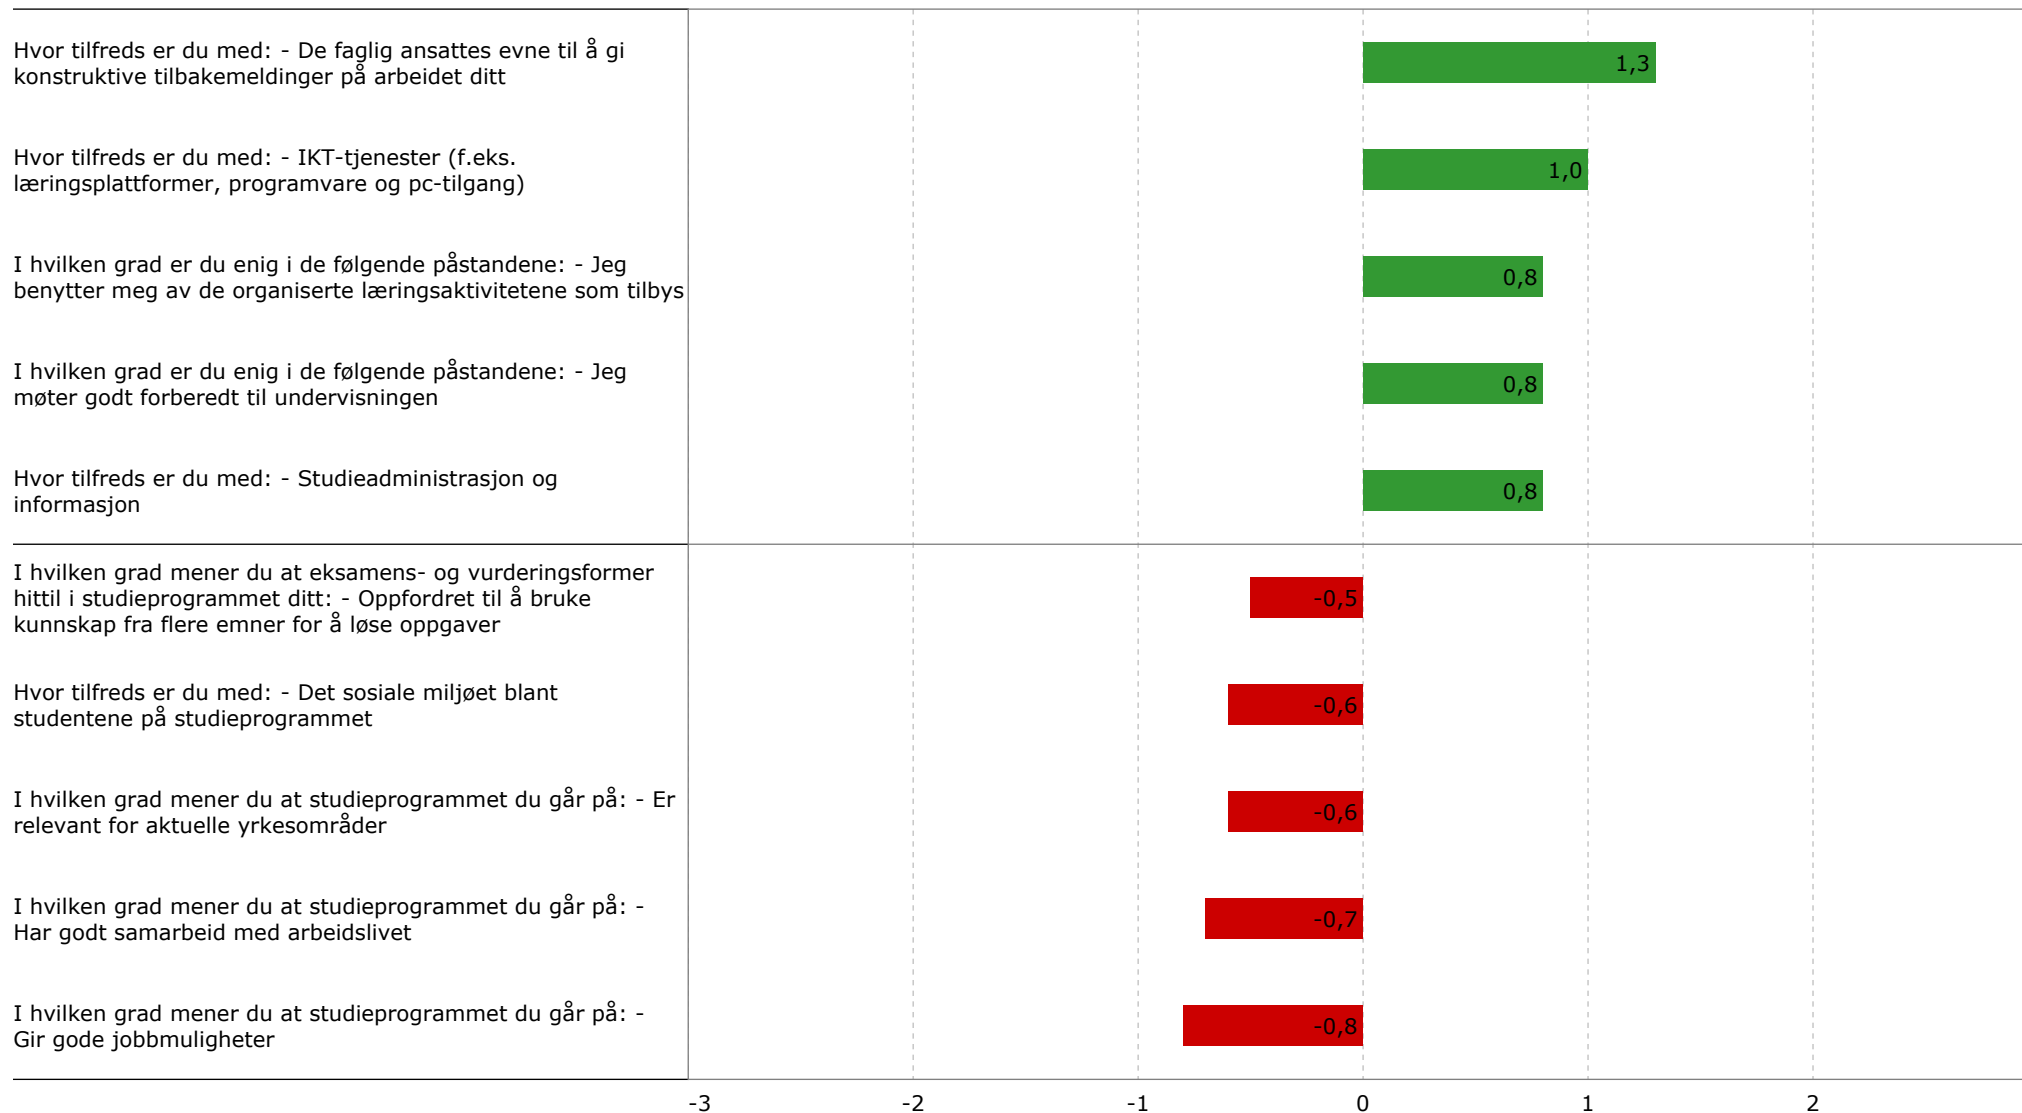 Hvor tilfreds er du med: - De faglig ansattes evne til å gi
konstruktive tilbakemeldinger på arbeidet ditt
1,3
Hvor tilfreds er du med: - IKT-tjenester (f.eks.
læringsplattformer, programvare og pc-tilgang)
1,0
I hvilken grad er du enig i de følgende påstandene: - Jeg
benytter meg av de organiserte læringsaktivitetene som tilbys
0,8
I hvilken grad er du enig i de følgende påstandene: - Jeg
møter godt forberedt til undervisningen
0,8
Hvor tilfreds er du med: - Studieadministrasjon og
informasjon
0,8
I hvilken grad mener du at eksamens- og vurderingsformer
hittil i studieprogrammet ditt: - Oppfordret til å bruke
kunnskap fra flere emner for å løse oppgaver
-0,5
Hvor tilfreds er du med: - Det sosiale miljøet blant
studentene på studieprogrammet
-0,6
I hvilken grad mener du at studieprogrammet du går på: - Er
relevant for aktuelle yrkesområder
-0,6
I hvilken grad mener du at studieprogrammet du går på: -
Har godt samarbeid med arbeidslivet
-0,7
I hvilken grad mener du at studieprogrammet du går på: -
Gir gode jobbmuligheter
-0,8
-3 -2 -1 0 1 2